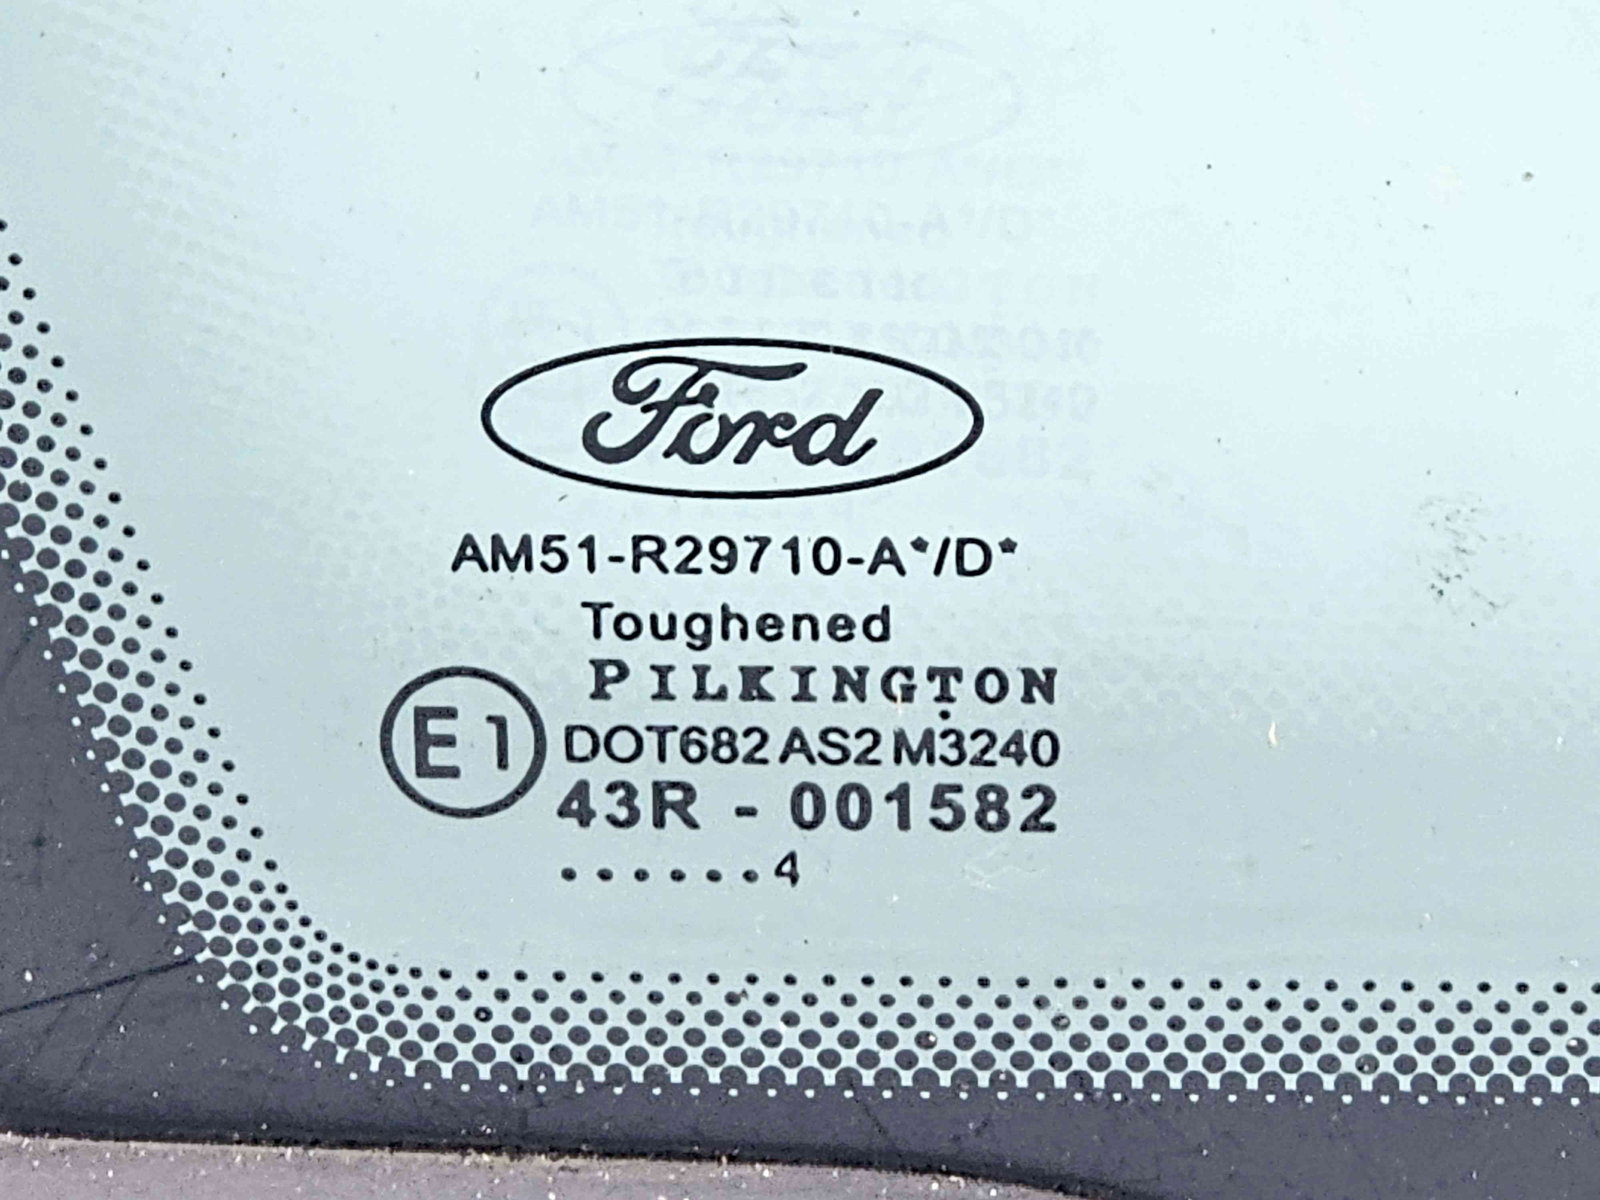 Ford
AM51-R29710-A*/D*
Toughened
PILKINGTON
E1
DOT682 AS2 M3240
43R - 001582
......4